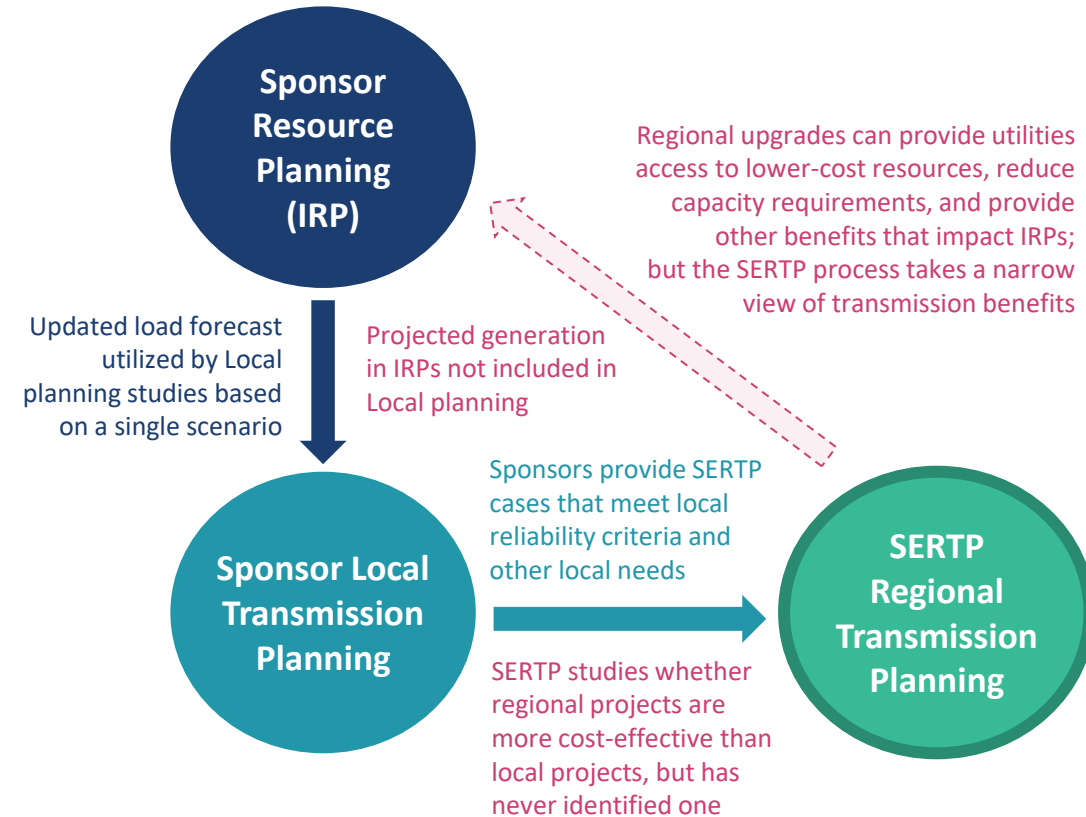 Sponsor
Resource
Planning
(IRP)
Regional upgrades can provide utilities
access to lower-cost resources, reduce
capacity requirements, and provide
other benefits that impact IRPs;
but the SERTP process takes a narrow
view of transmission benefits
Updated load forecast
utilized by Local
planning studies based
on a single scenario
Projected generation
in IRPs not included in
Local planning
Sponsor Local
Transmission
Planning
Sponsors provide SERTP
cases that meet local
reliability criteria and
other local needs
SERTP studies whether
regional projects are
more cost-effective than
local projects, but has
never identified one
SERTP
Regional
Transmission
Planning